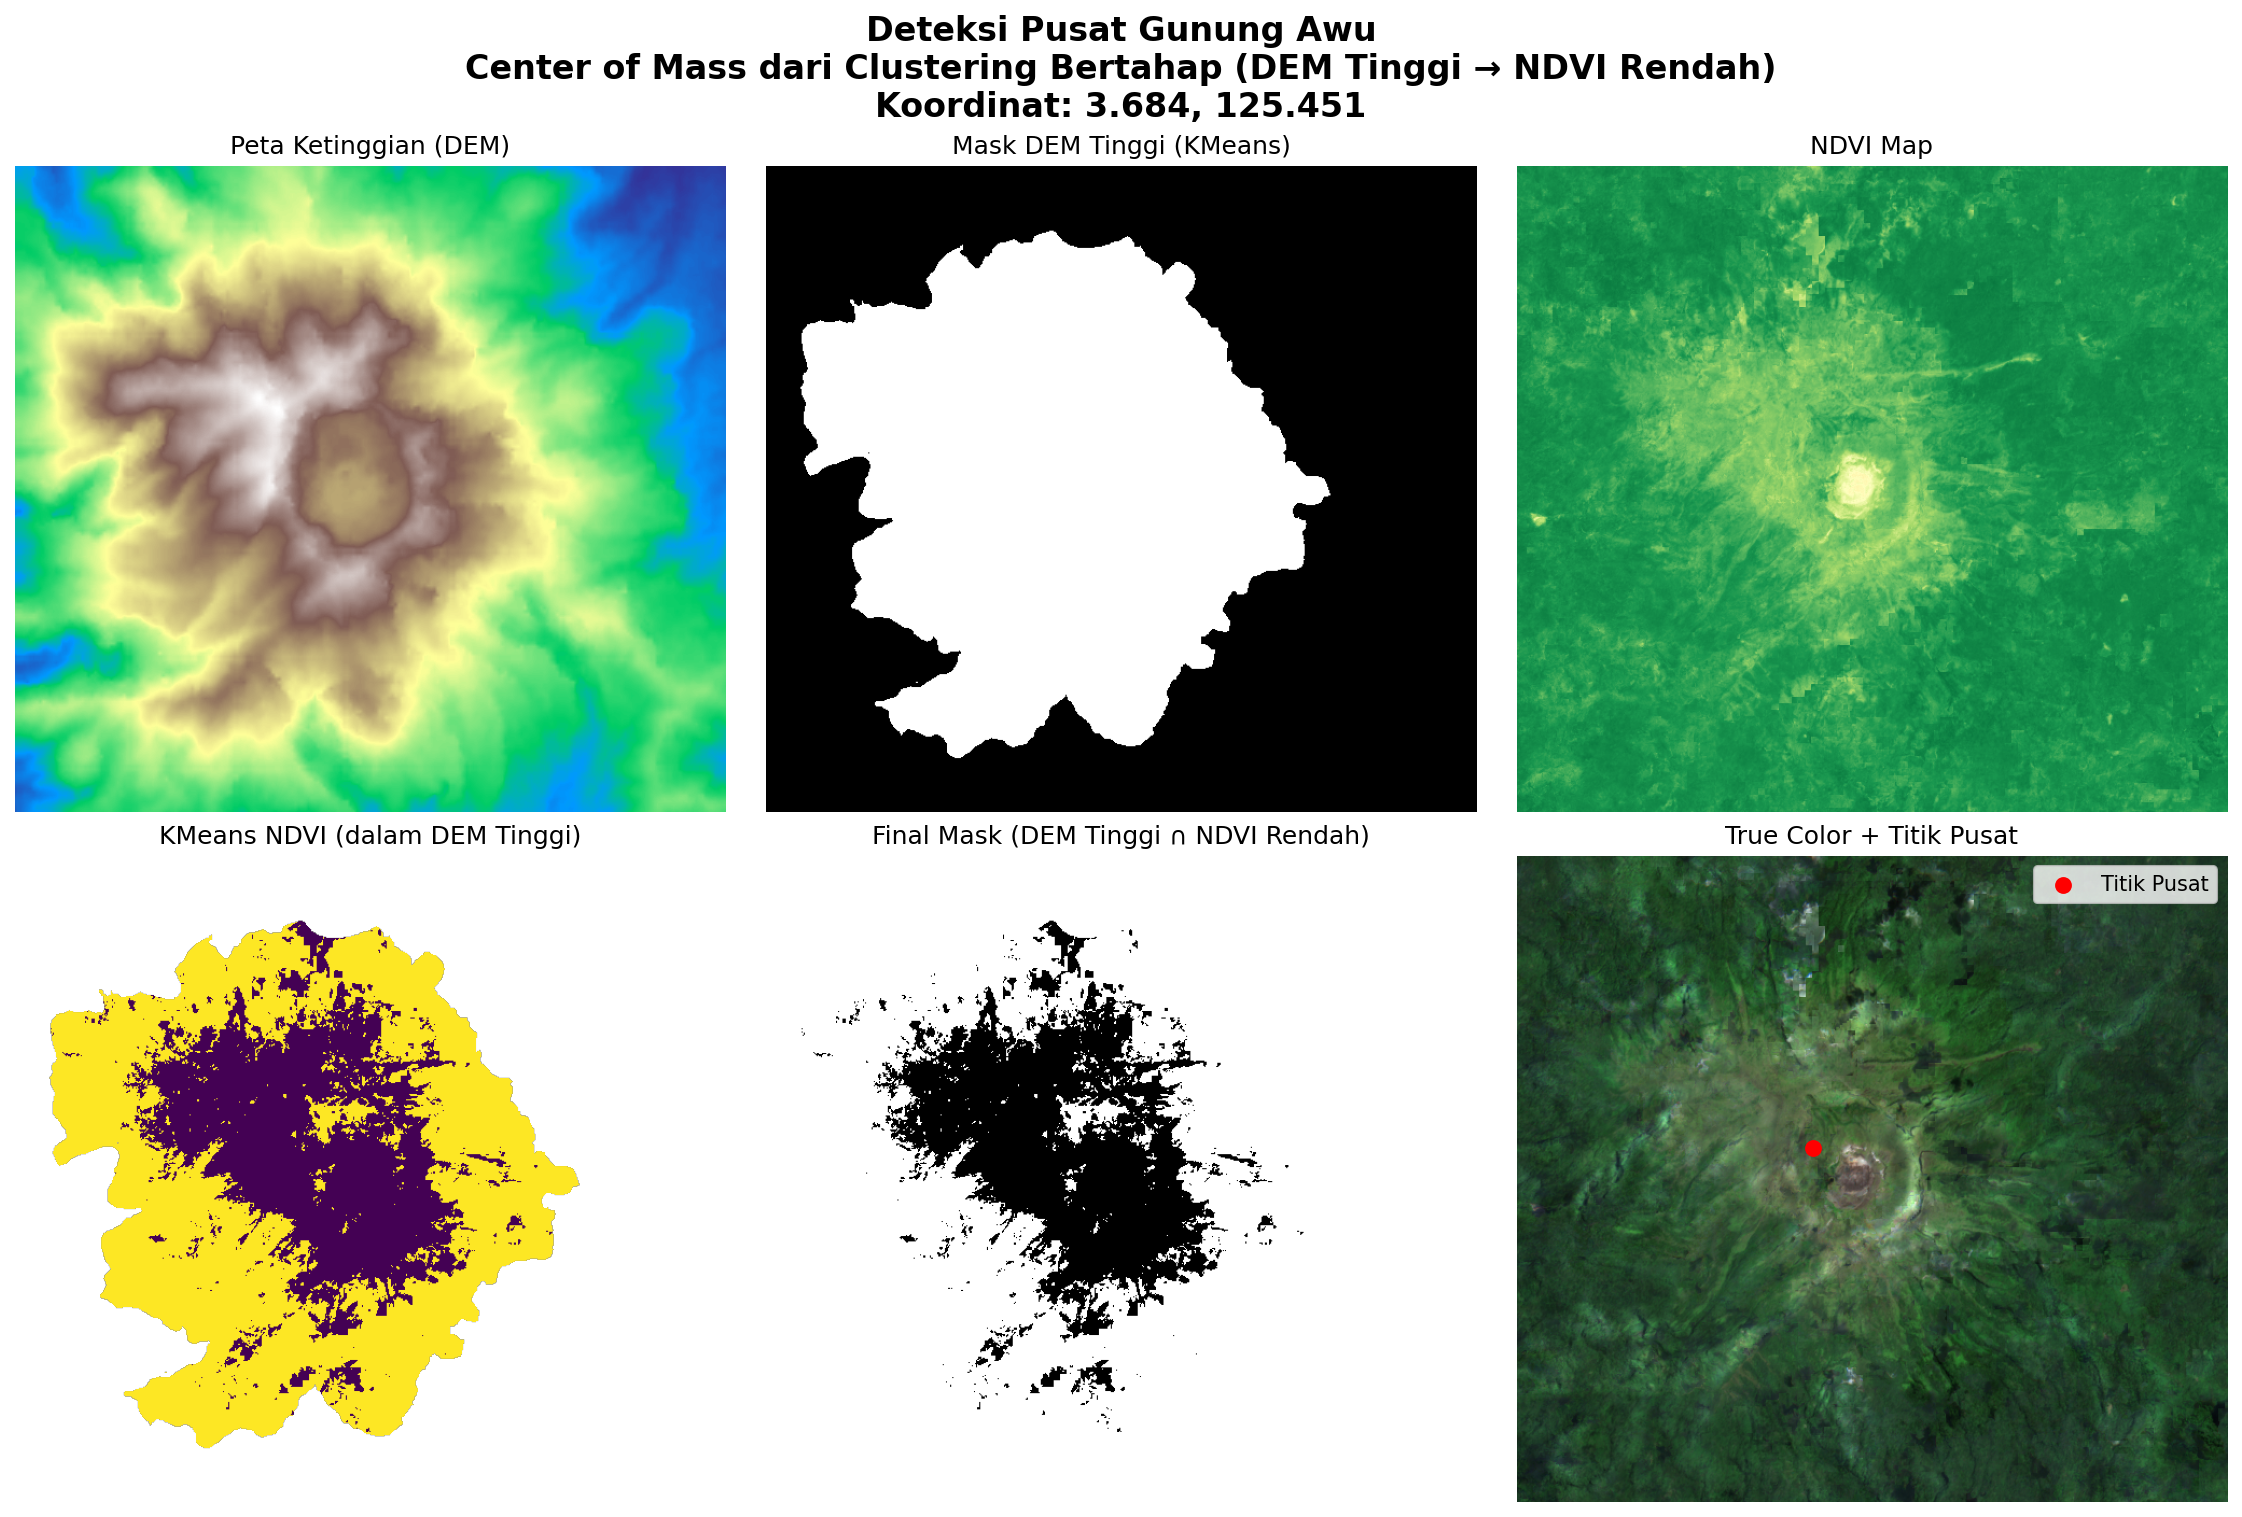 Deteksi Pusat Gunung Awu
Center of Mass dari Clustering Bertahap (DEM Tinggi → NDVI Rendah)
Koordinat: 3.684, 125.451
Peta Ketinggian (DEM)
Mask DEM Tinggi (KMeans)
NDVI Map
KMeans NDVI (dalam DEM Tinggi)
Final Mask (DEM Tinggi ∩ NDVI Rendah)
True Color + Titik Pusat
Titik Pusat